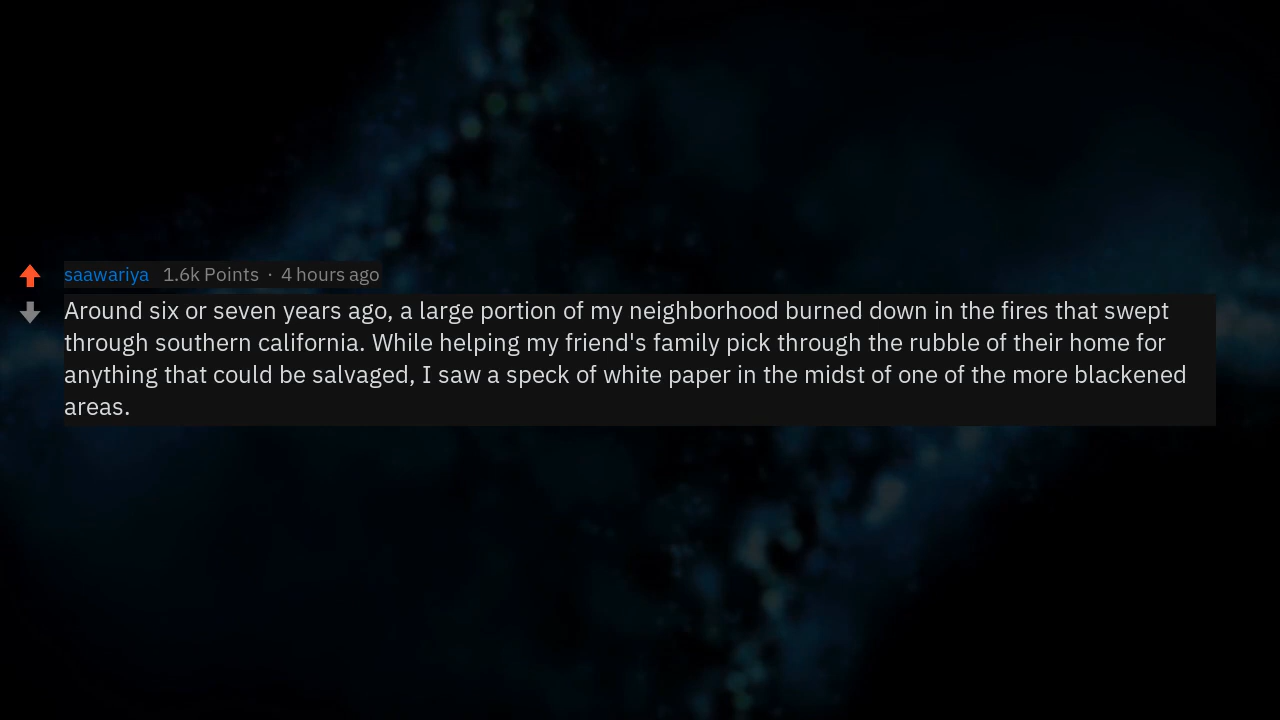 saawariya 1.6k Points · 4 hours ago
Around six or seven years ago, a large portion of my neighborhood burned down in the fires that swept
through southern california. While helping my friend's family pick through the rubble of their home for
anything that could be salvaged, I saw a speck of white paper in the midst of one of the more blackened
areas.